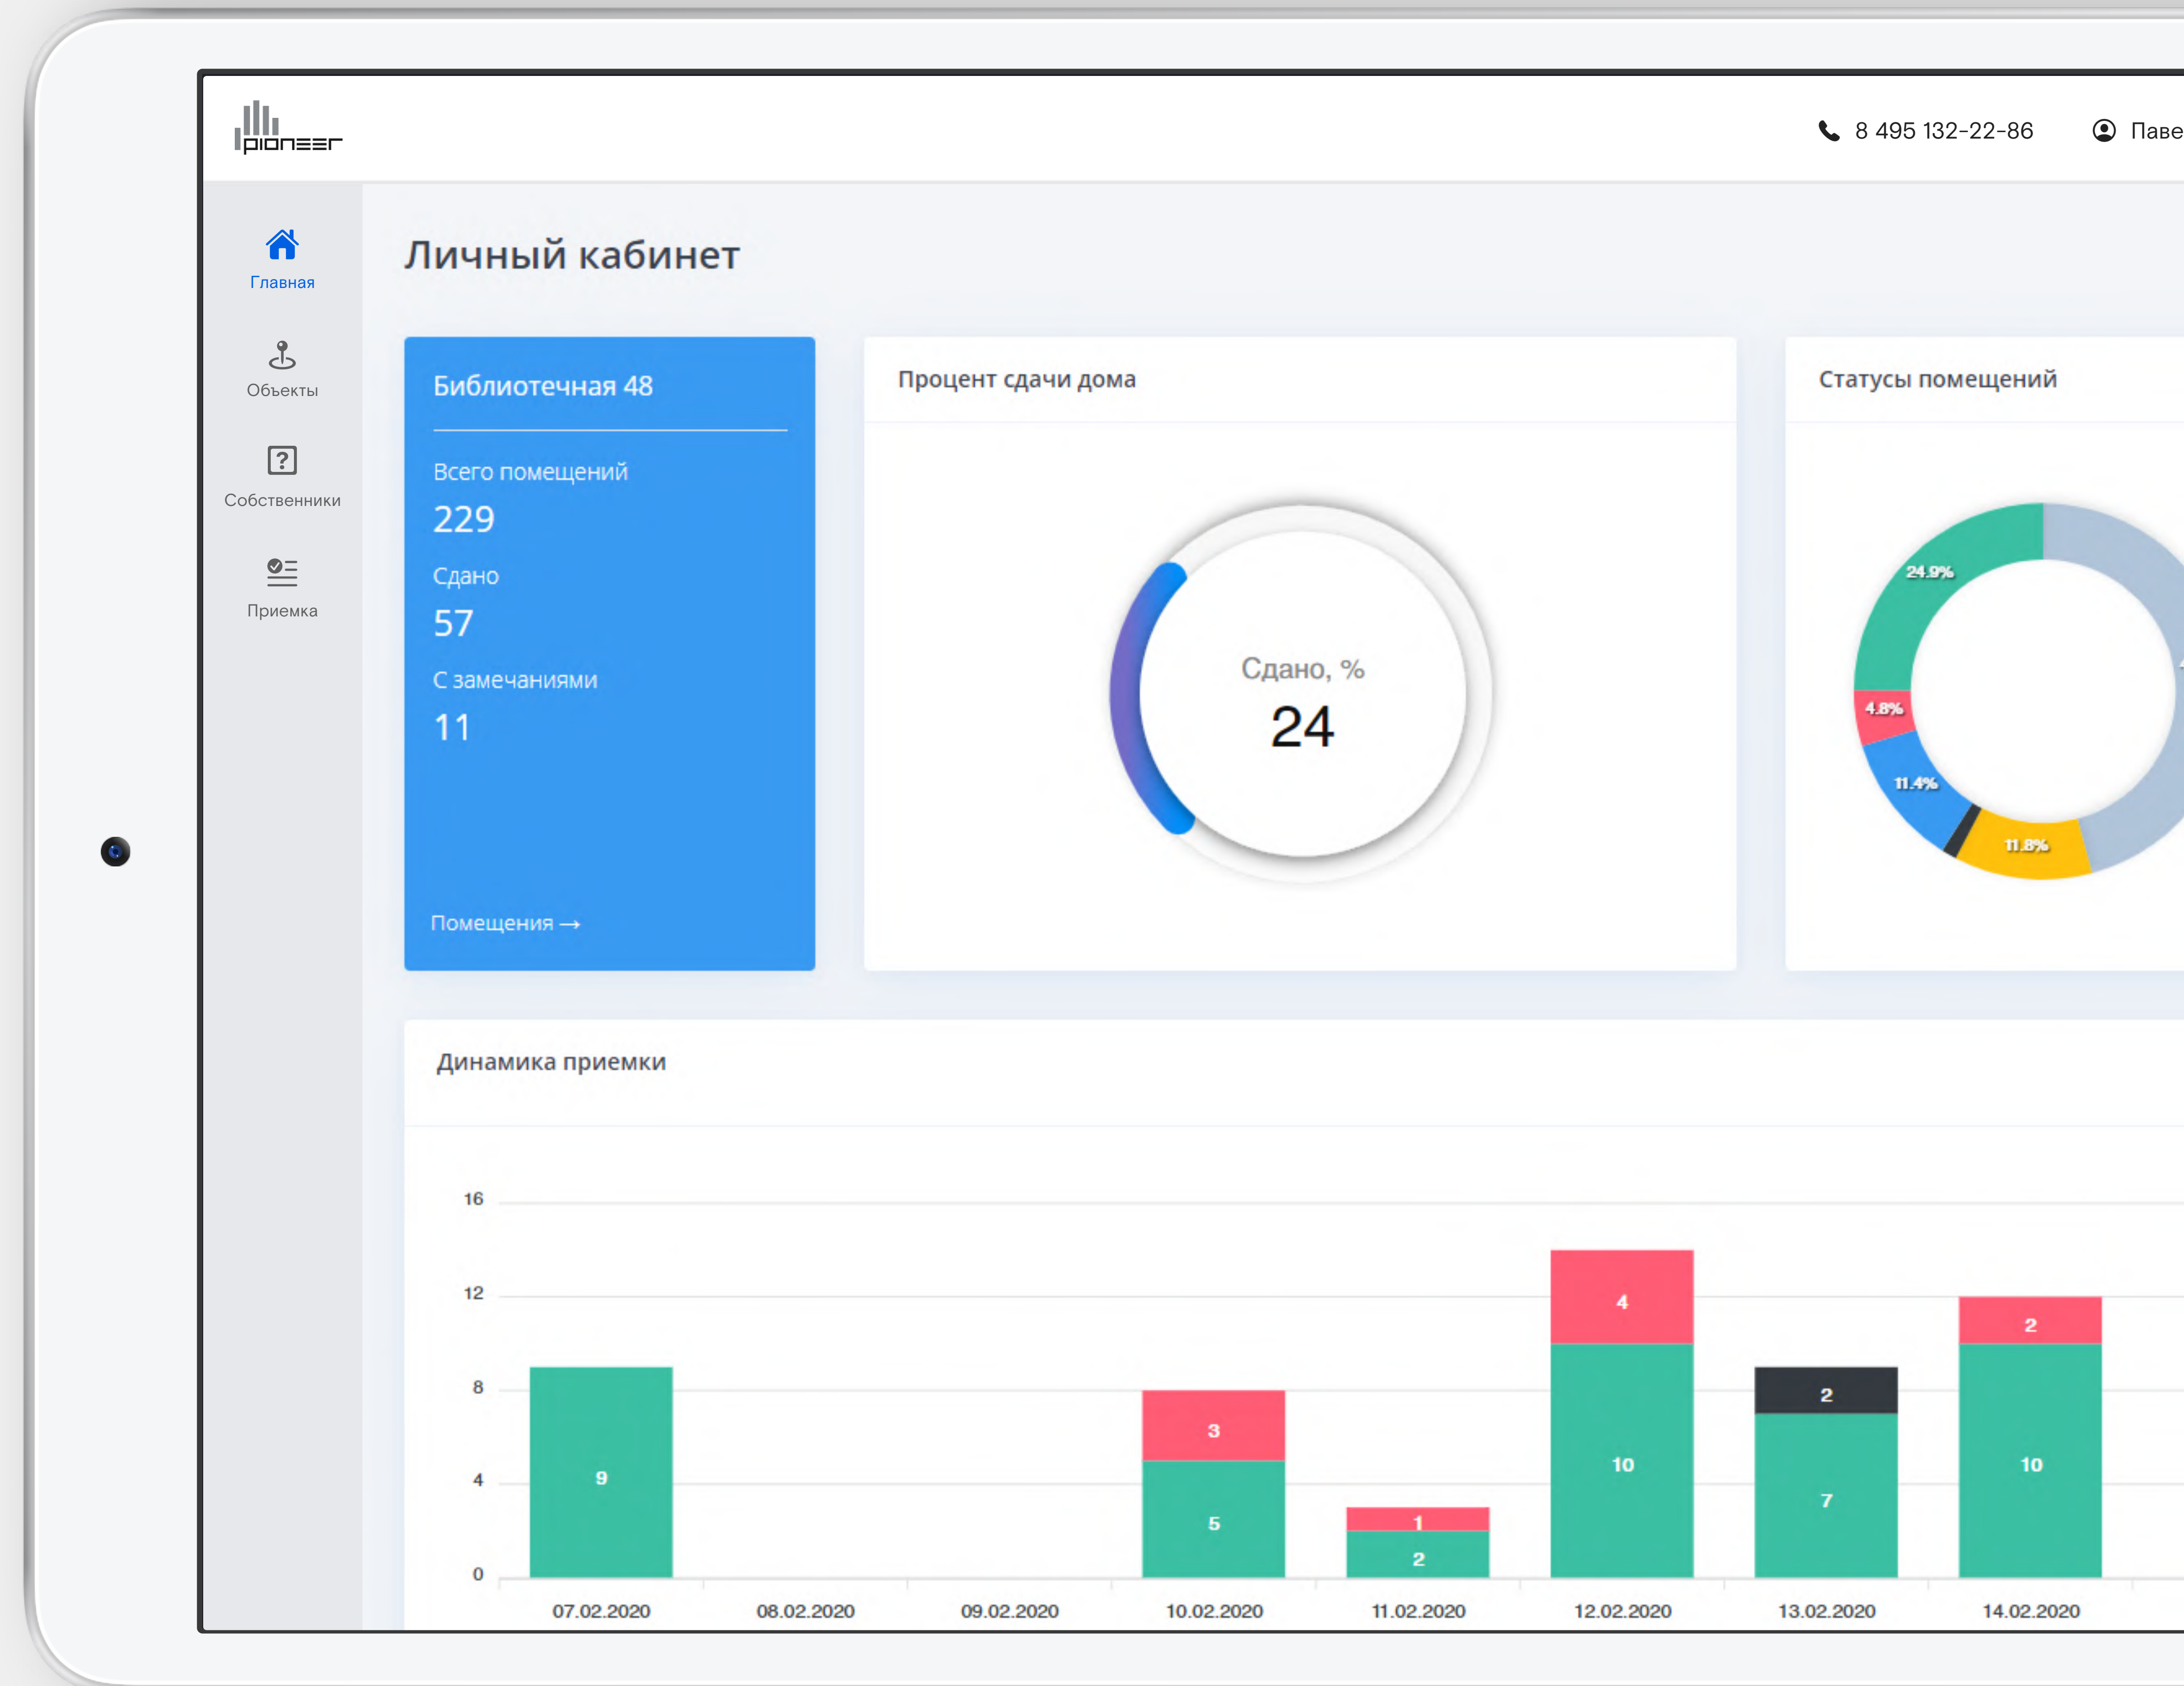 pioneer
8 495 132-22-86
Паве
Главная
Объекты
Собственники
Приемка
Личный кабинет
Библиотечная 48
Всего помещений
229
Сдано
57
С замечаниями
11
Помещения →
Процент сдачи дома
Сдано, %
24
Статусы помещений
24.9%
4.8%
11.4%
11.8%
Динамика приемки
16
12
8
4
0
9
3
5
1
2
4
10
2
7
2
10
07.02.2020
08.02.2020
09.02.2020
10.02.2020
11.02.2020
12.02.2020
13.02.2020
14.02.2020